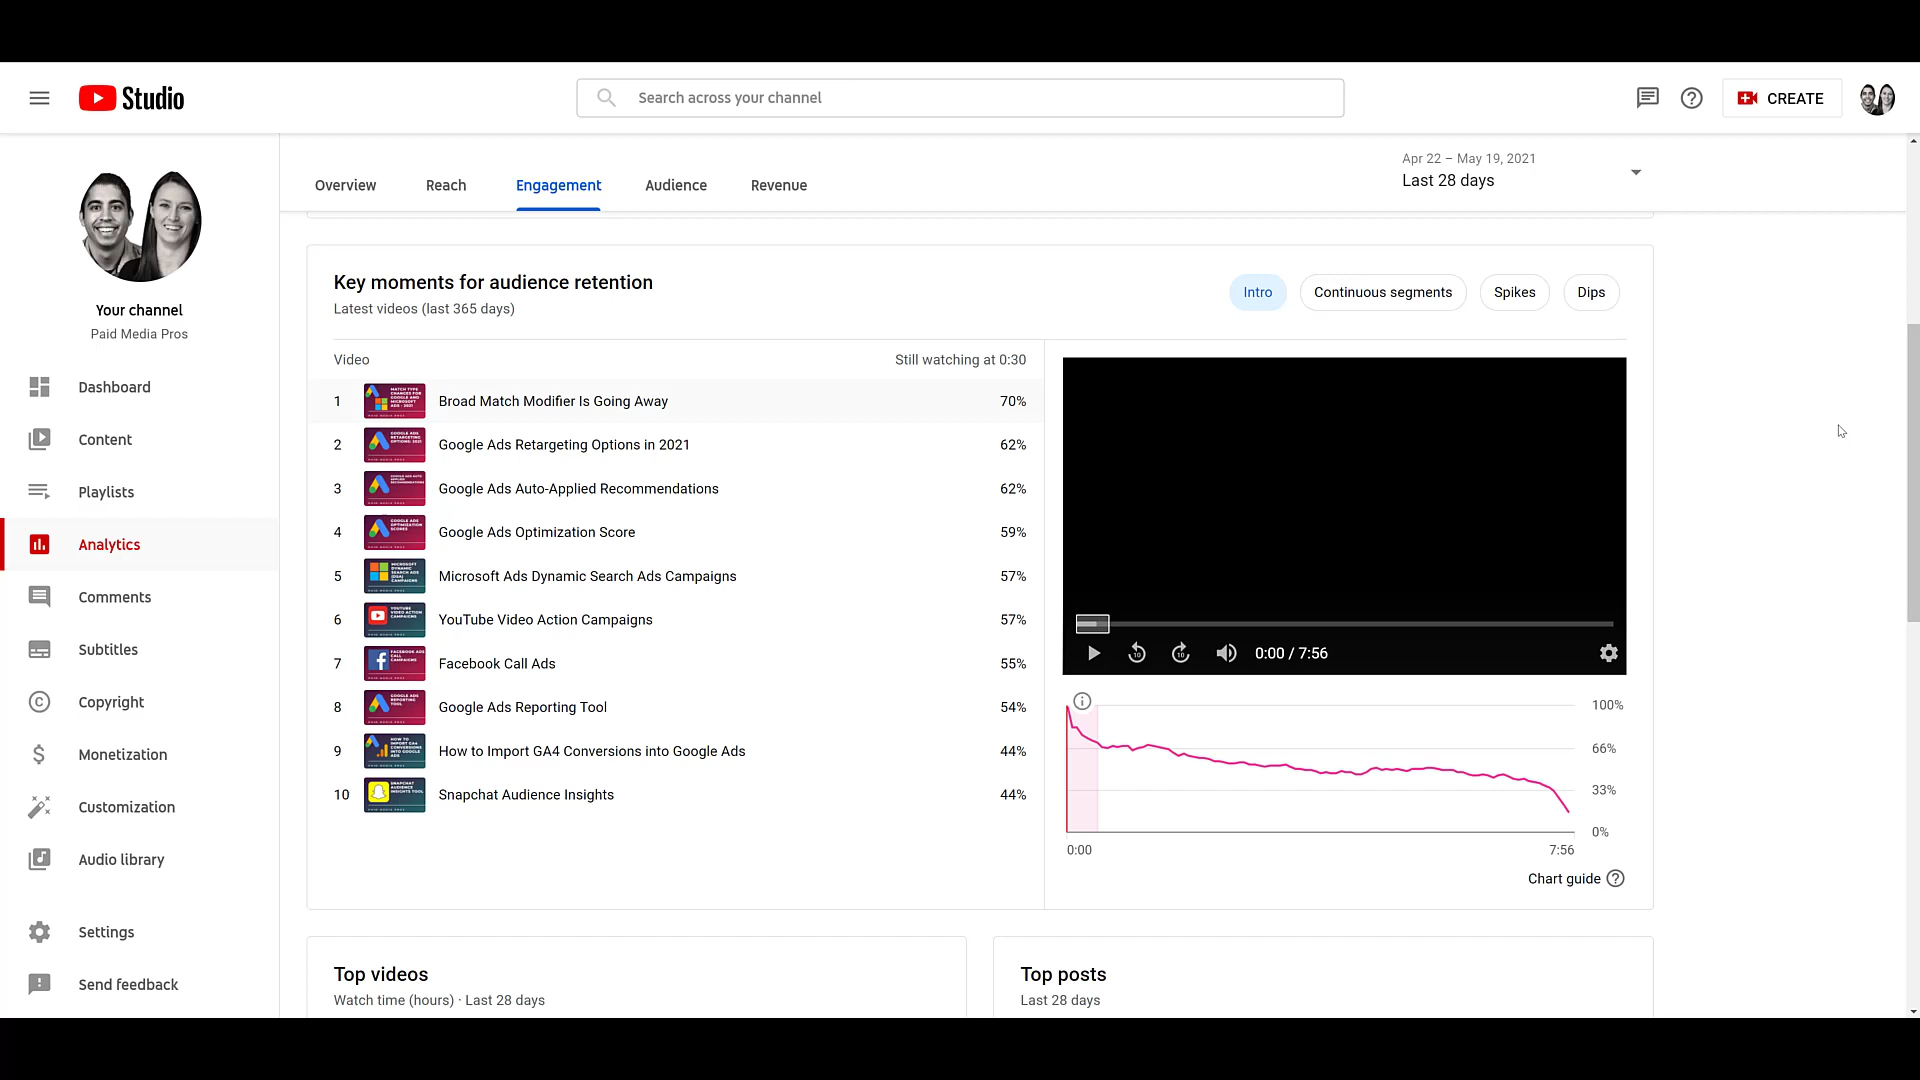 Studio
Search across your channel
CREATE
Your channel
Paid Media Pros
Dashboard
Content
Playlists
Analytics
Comments
Subtitles
Copyright
Monetization
Customization
Audio library
Settings
Send feedback
Overview
Reach
Engagement
Audience
Revenue
Apr 22 – May 19, 2021
Last 28 days
Key moments for audience retention
Latest videos (last 365 days)
Intro
Continuous segments
Spikes
Dips
Video
Still watching at 0:30
1 Broad Match Modifier Is Going Away 70%
2 Google Ads Retargeting Options in 2021 62%
3 Google Ads Auto-Applied Recommendations 62%
4 Google Ads Optimization Score 59%
5 Microsoft Ads Dynamic Search Ads Campaigns 57%
6 YouTube Video Action Campaigns 57%
7 Facebook Call Ads 55%
8 Google Ads Reporting Tool 54%
9 How to Import GA4 Conversions into Google Ads 44%
10 Snapchat Audience Insights 44%
10
10
0:00 / 7:56
100%
66%
33%
0%
0:00
7:56
Chart guide
Top videos
Watch time (hours) · Last 28 days
Top posts
Last 28 days